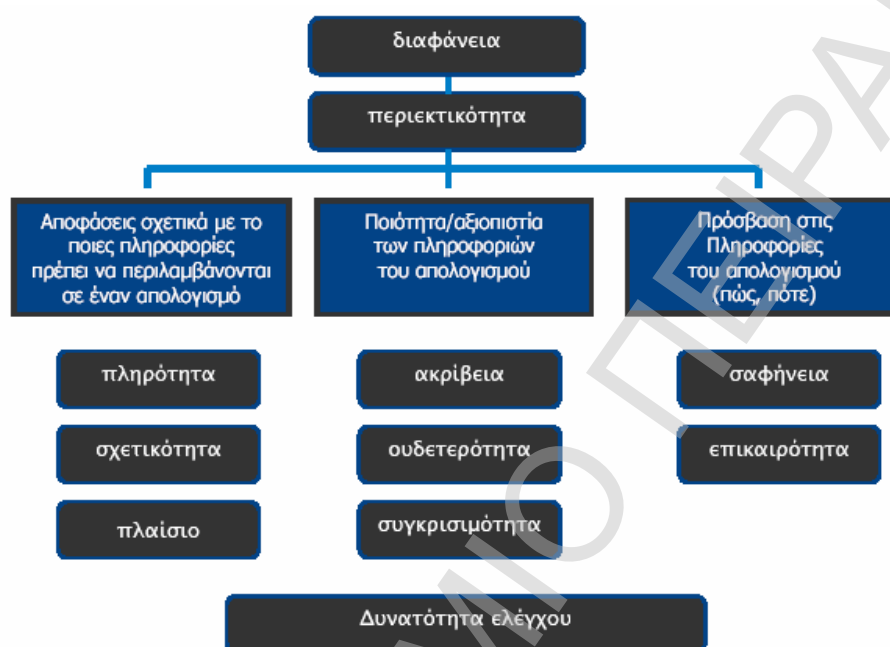 διαφάνεια
περιεκτικότητα
Αποφάσεις σχετικά με το
ποιες πληροφορίες
πρέπει να περιλαμβάνονται
σε έναν απολογισμό
Ποιότητα/αξιοπιστία
των πληροφοριών
του απολογισμού
Πρόσβαση στις
Πληροφορίες
του απολογισμού
(πώς, πότε)
πληρότητα
σχετικότητα
πλαίσιο
ακρίβεια
ουδετερότητα
συγκρισιμότητα
σαφήνεια
επικαιρότητα
Δυνατότητα ελέγχου